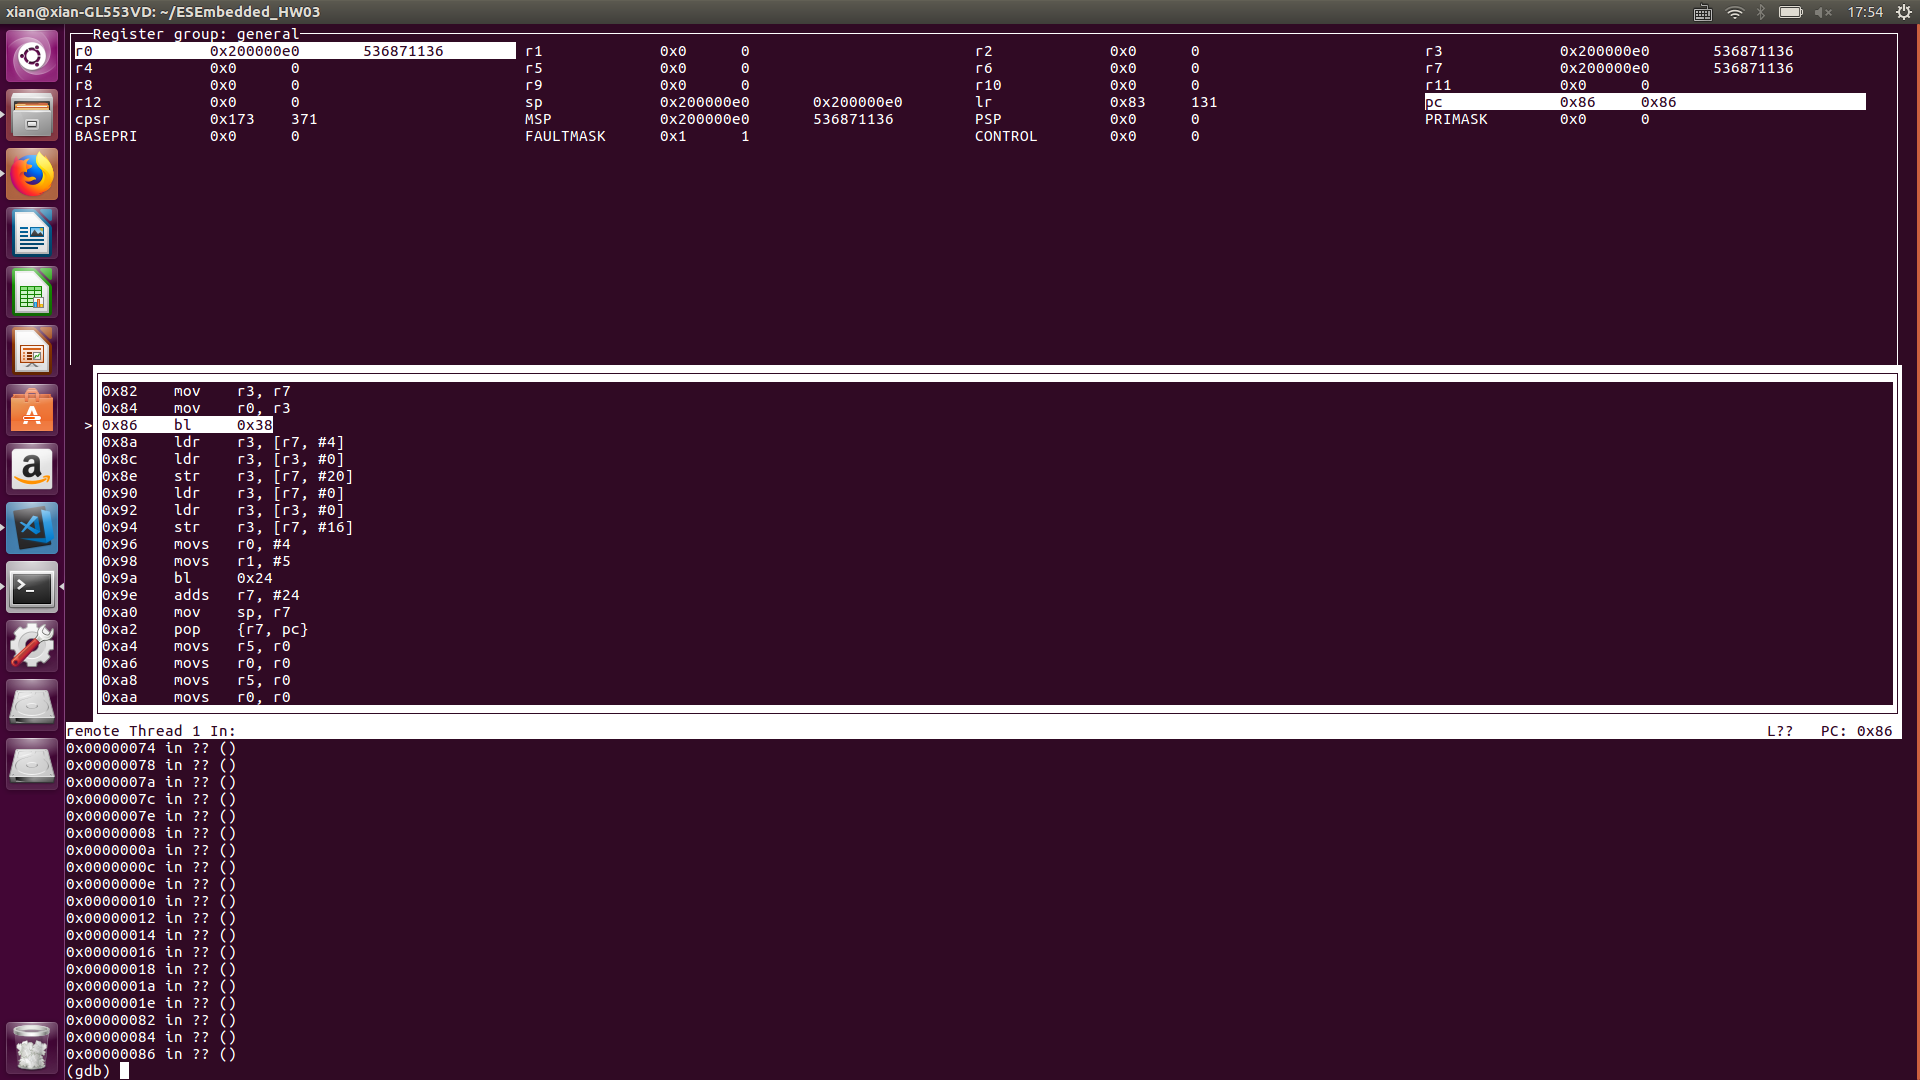 xian@xian-GL553VD: ~/ESEmbedded_HW03 17:54
Register group: general
r0 0x200000e0 536871136 r1 0x0 0 r2 0x0 0 r3 0x200000e0 536871136
r4 0x0 0 r5 0x0 0 r6 0x0 0 r7 0x200000e0 536871136
r8 0x0 0 r9 0x0 0 r10 0x0 0 r11 0x0 0
r12 0x0 0 sp 0x200000e0 0x200000e0 lr 0x83 131 pc 0x86 0x86
cpsr 0x173 371 MSP 0x200000e0 536871136 PSP 0x0 0 PRIMASK 0x0 0
BASEPRI 0x0 0 FAULTMASK 0x1 1 CONTROL 0x0 0
0x82 mov r3, r7
0x84 mov r0, r3
> 0x86 bl 0x38
0x8a ldr r3, [r7, #4]
0x8c ldr r3, [r3, #0]
0x8e str r3, [r7, #20]
0x90 ldr r3, [r7, #0]
0x92 ldr r3, [r3, #0]
0x94 str r3, [r7, #16]
0x96 movs r0, #4
0x98 movs r1, #5
0x9a bl 0x24
0x9e adds r7, #24
0xa0 mov sp, r7
0xa2 pop {r7, pc}
0xa4 movs r5, r0
0xa6 movs r0, r0
0xa8 movs r5, r0
0xaa movs r0, r0
remote Thread 1 In: L?? PC: 0x86
0x00000074 in ?? ()
0x00000078 in ?? ()
0x0000007a in ?? ()
0x0000007c in ?? ()
0x0000007e in ?? ()
0x00000008 in ?? ()
0x0000000a in ?? ()
0x0000000c in ?? ()
0x0000000e in ?? ()
0x00000010 in ?? ()
0x00000012 in ?? ()
0x00000014 in ?? ()
0x00000016 in ?? ()
0x00000018 in ?? ()
0x0000001a in ?? ()
0x0000001e in ?? ()
0x00000082 in ?? ()
0x00000084 in ?? ()
0x00000086 in ?? ()
(gdb)